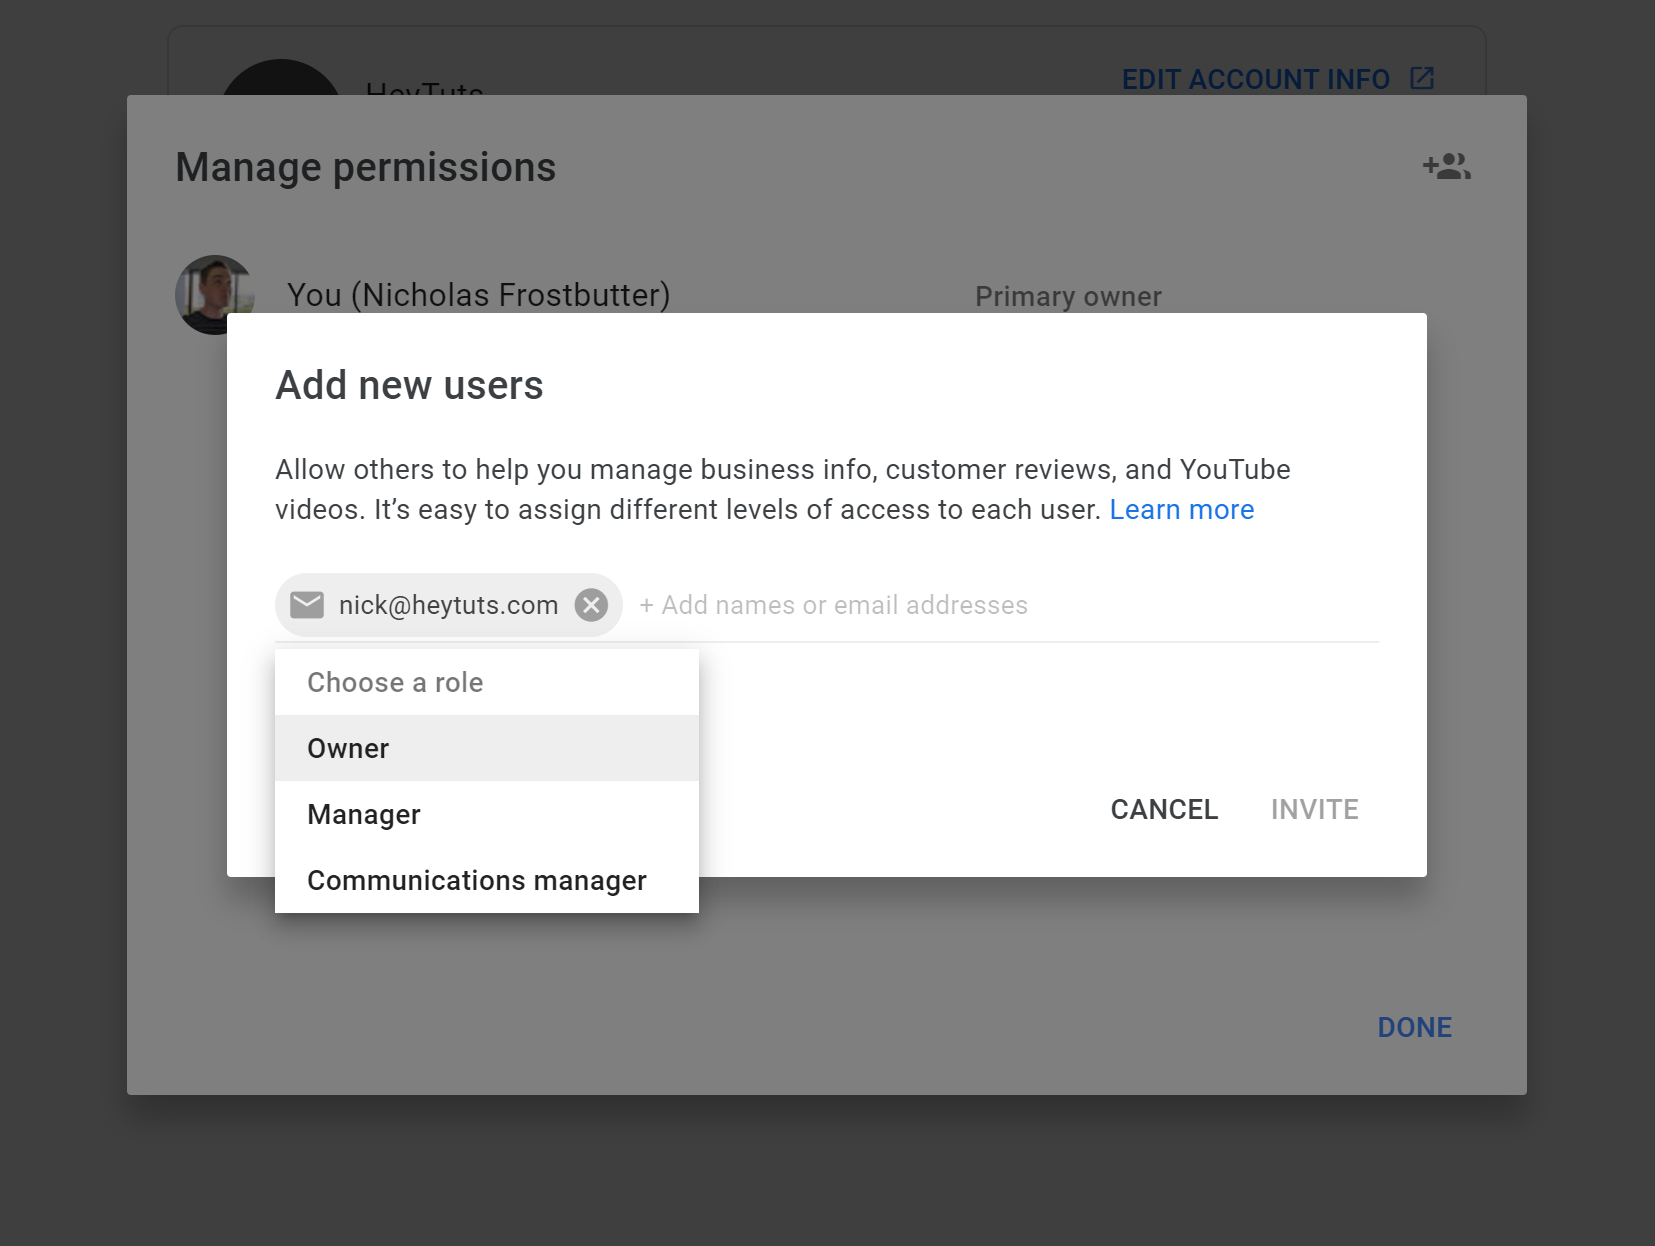 HeyTuts
EDIT ACCOUNT INFO
Manage permissions
You (Nicholas Frostbutter)
Primary owner
Add new users
Allow others to help you manage business info, customer reviews, and YouTube
videos. It’s easy to assign different levels of access to each user. Learn more
nick@heytuts.com
+ Add names or email addresses
Choose a role
Owner
Manager
Communications manager
CANCEL
INVITE
DONE